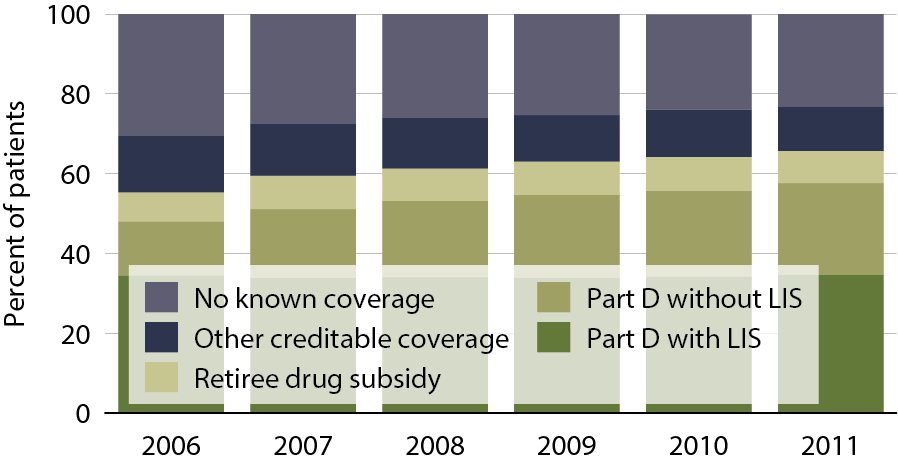 Percent of patients
100
80
60
40
20
0
No known coverage
Other creditable coverage
Retiree drug subsidy
Part D without LIS
Part D with LIS
2006 2007 2008 2009 2010 2011